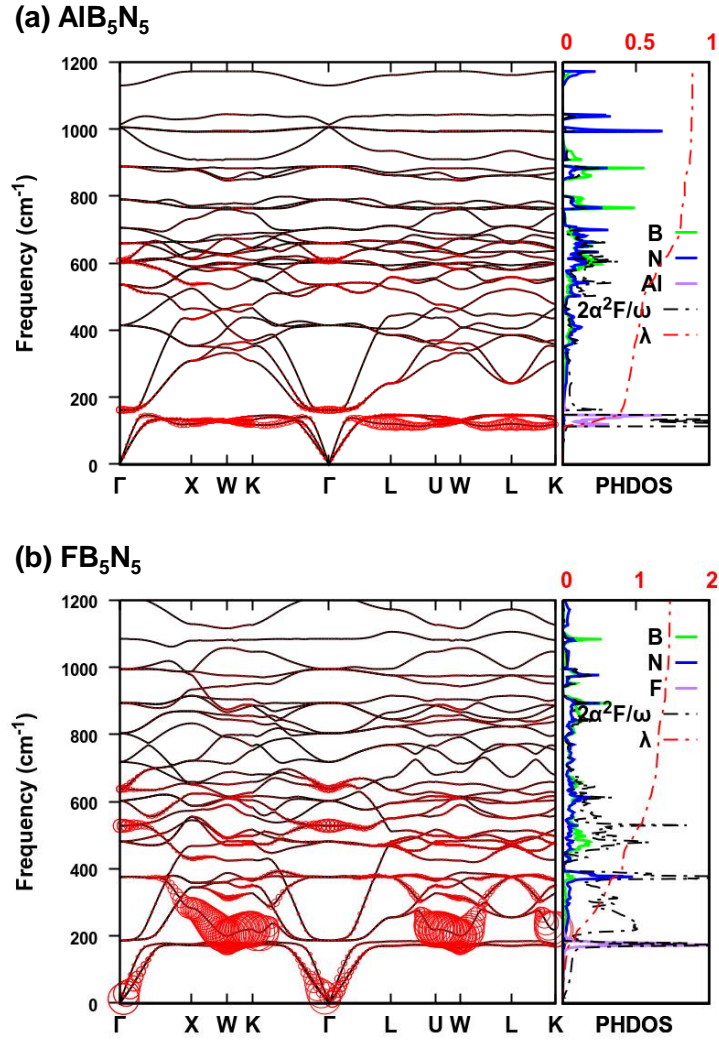 (a) AlB₅N₅
0 0.5 1
1200
1000
800
600
400
200
0
Frequency (cm⁻¹)
B
N
Al
2α²F/ω
λ
Γ X W K Γ L U W L K PHDOS
(b) FB₅N₅
0 1 2
1200
1000
800
600
400
200
0
Frequency (cm⁻¹)
B
N
F
2α²F/ω
λ
Γ X W K Γ L U W L K PHDOS